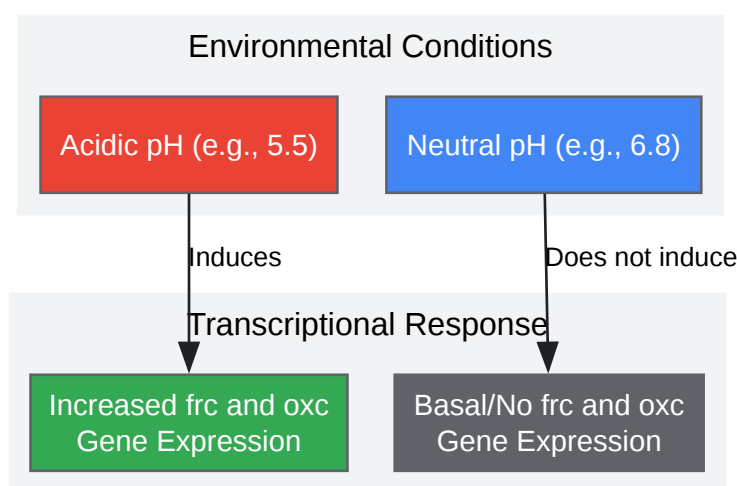 Environmental Conditions
Acidic pH (e.g., 5.5)
Neutral pH (e.g., 6.8)
Induces
Does not induce
Transcriptional Response
Increased frc and oxc
Gene Expression
Basal/No frc and oxc
Gene Expression